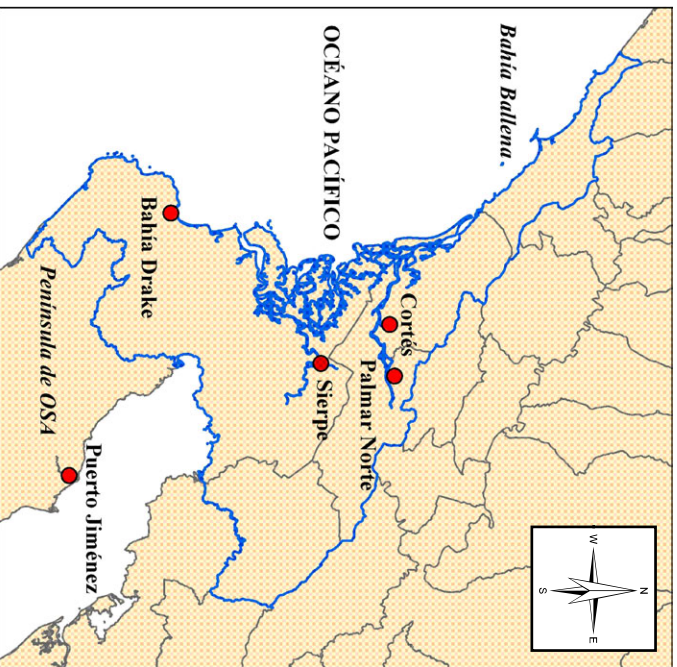 N
W E
S
Bahía Ballena
Cortés
Palmar Norte
OCÉANO PACÍFICO
Sierpe
Bahía Drake
Puerto Jiménez
Península de OSA